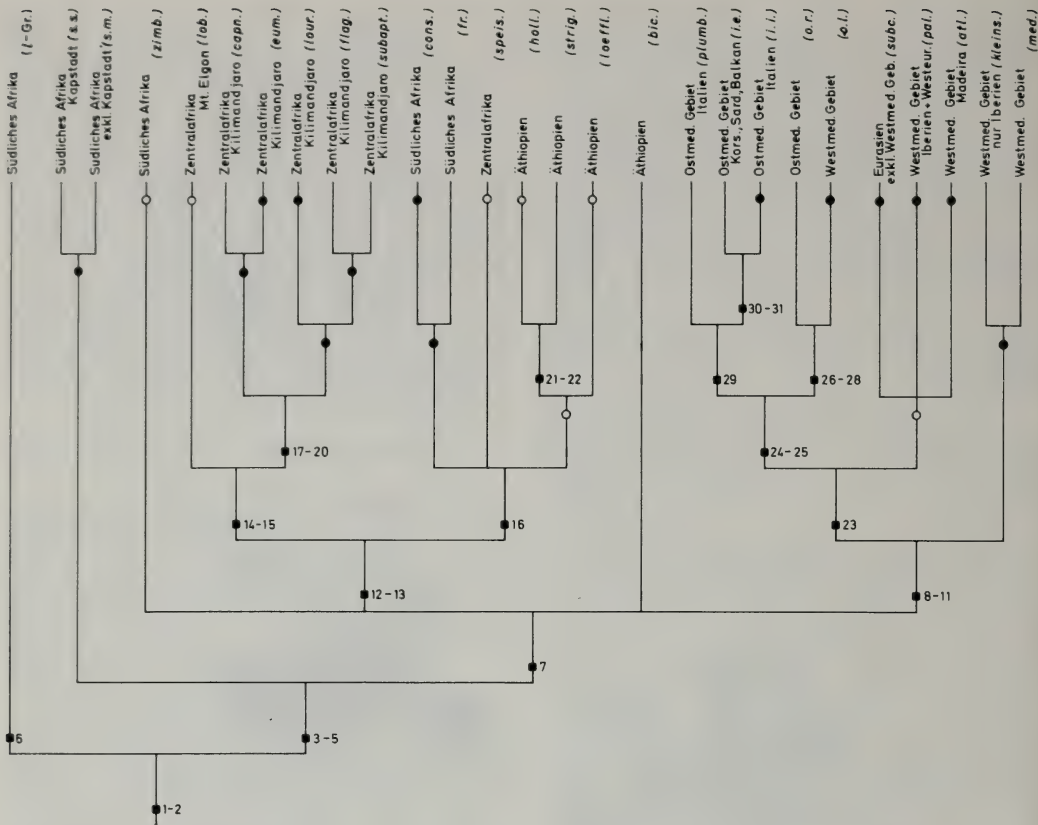 Südliches Afrika (l-Gr.)
Südliches Afrika
Kapstadt (s.s.)
Südliches Afrika
exkl. Kapstadt (s.m.)
Südliches Afrika (zimb.)
Zentralafrika
Mt. Elgon (lob.)
Zentralafrika
Kilimandjaro (capn.)
Zentralafrika
Kilimandjaro (eum.)
Zentralafrika
Kilimandjaro (lour.)
Zentralafrika
Kilimandjaro (flag.)
Zentralafrika
Kilimandjaro (subapt.)
Südliches Afrika (cons.)
Südliches Afrika (fr.)
Zentralafrika (speis.)
Äthiopien (holl.)
Äthiopien (strig.)
Äthiopien (loeffl.)
Äthiopien (bic.)
Ostmed. Gebiet
Italien (plumb.)
Ostmed. Gebiet
Kors., Sard., Balkan (i.e.)
Ostmed. Gebiet
Italien (i.i.)
Ostmed. Gebiet (o.r.)
Westmed. Gebiet (o.l.)
Eurasien
exkl. Westmed. Geb. (subc.)
Westmed. Gebiet
Iberien + Westeur. (pal.)
Westmed. Gebiet
Madeira (atl.)
Westmed. Gebiet
nur Iberien (kleins.)
Westmed. Gebiet (med.)
30-31
21-22
29
26-28
17-20
24-25
14-15
16
23
12-13
8-11
7
6
3-5
1-2